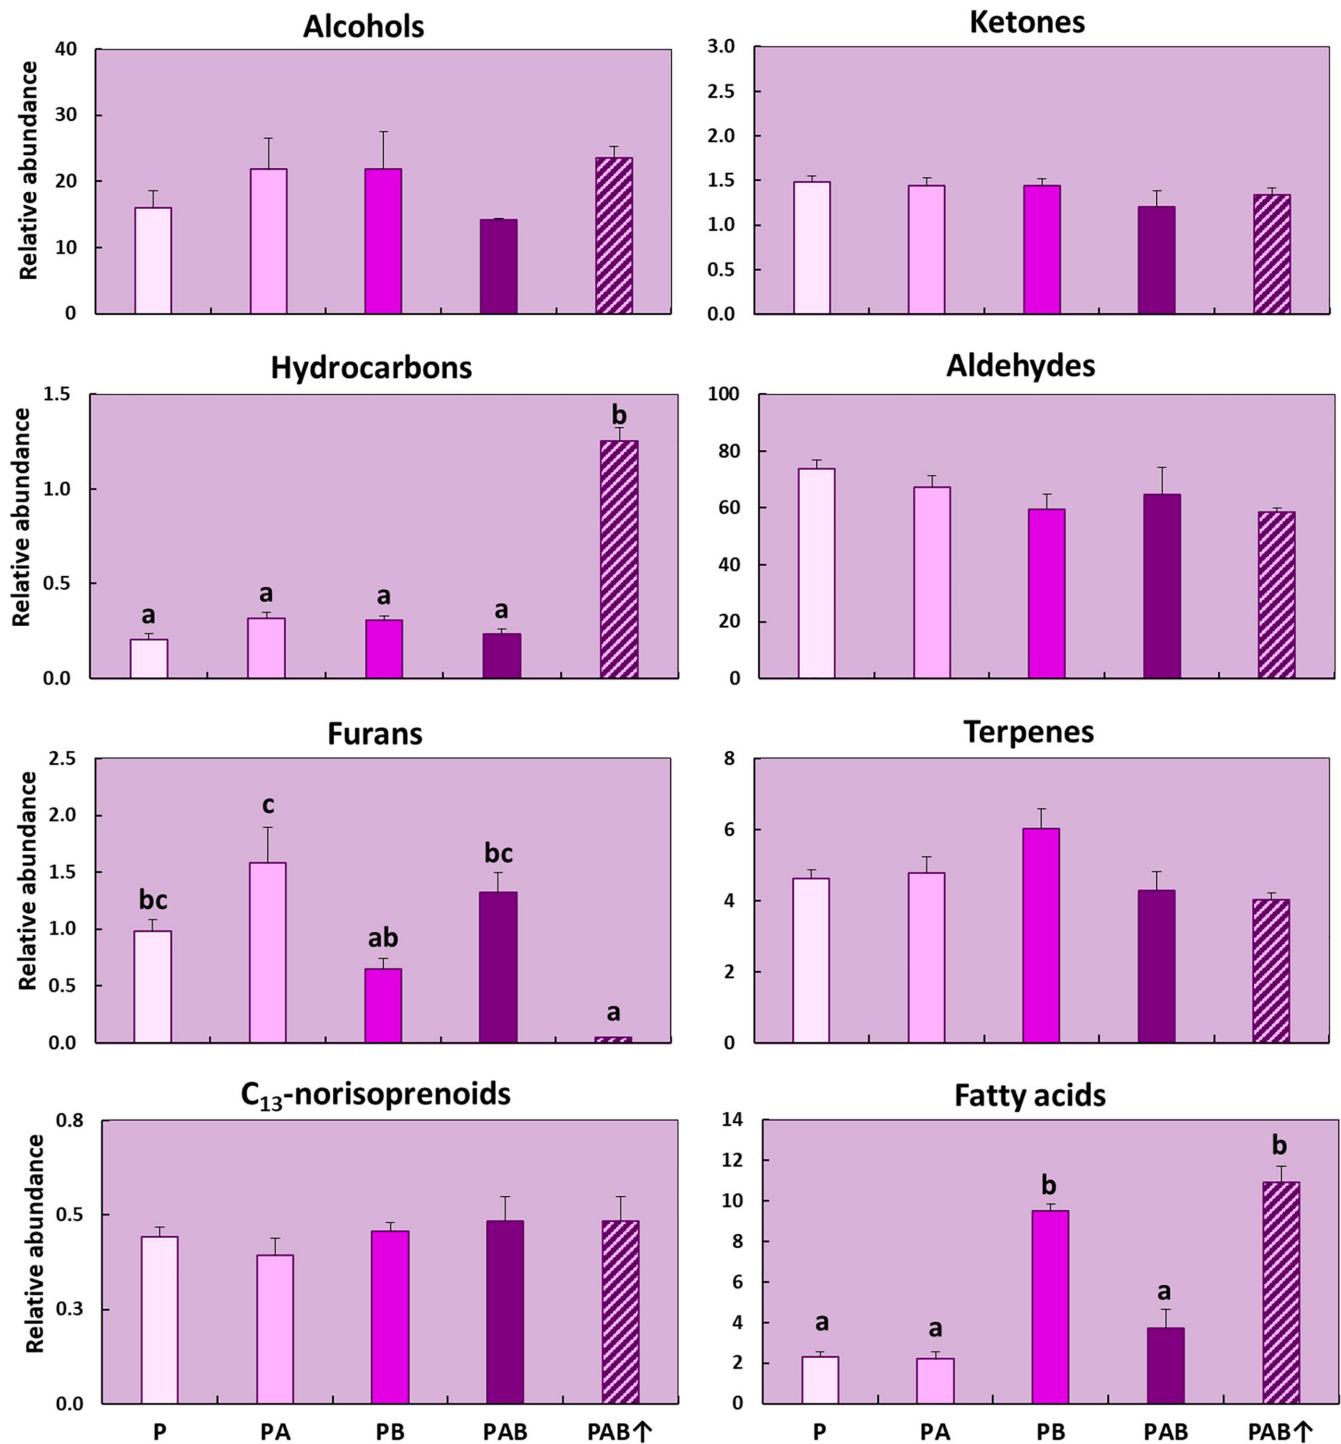 Alcohols
Relative abundance
40
30
20
10
0
Ketones
3.0
2.5
2.0
1.5
1.0
0.5
0.0
Hydrocarbons
Relative abundance
1.5
1.0
0.5
0.0
a
a
a
a
b
Aldehydes
100
80
60
40
20
0
Furans
Relative abundance
2.5
2.0
1.5
1.0
0.5
0.0
bc
c
ab
bc
a
Terpenes
8
6
4
2
0
C₁₃-norisoprenoids
Relative abundance
0.8
0.5
0.3
0.0
P PA PB PAB PAB↑
Fatty acids
14
12
10
8
6
4
2
0
a
a
b
a
b
P PA PB PAB PAB↑